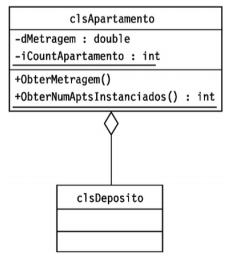 clsApartamento
-dMetragem : double
-iCountApartamento : int
+ObterMetragem()
+ObterNumAptsInstanciados() : int
clsDeposito